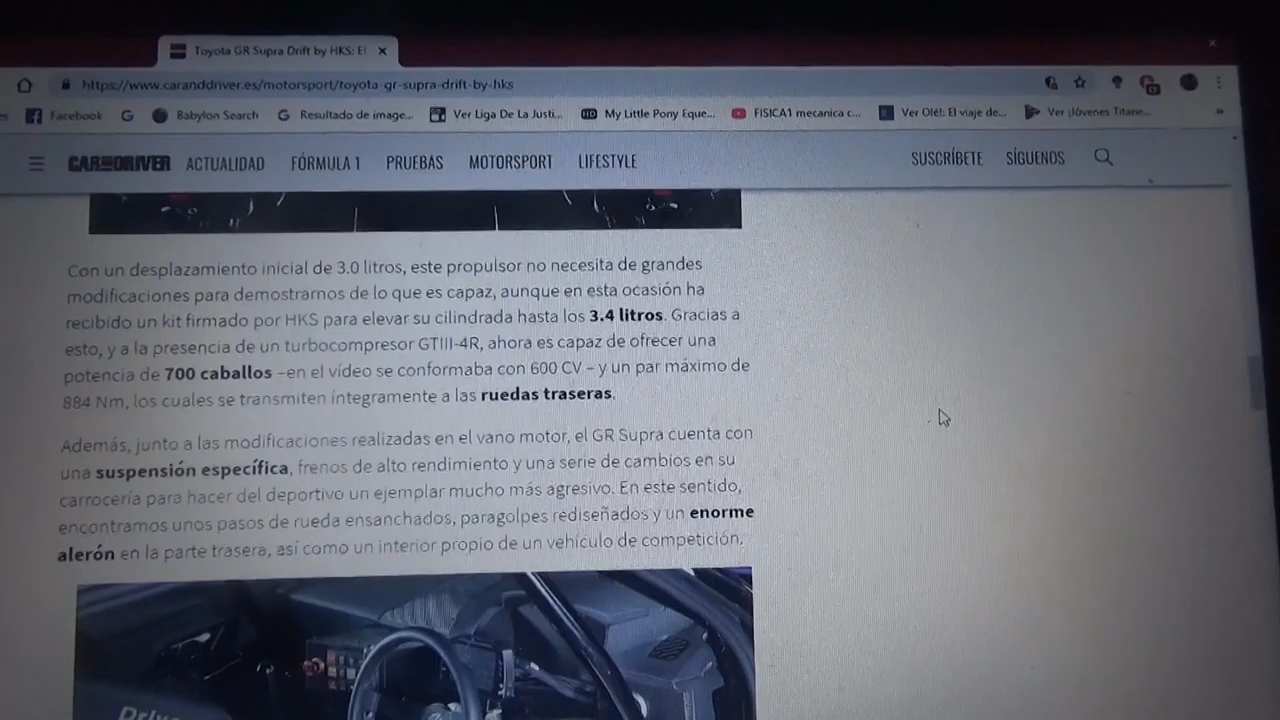 Toyota GR Supra Drift by HKS: El
https://www.caranddriver.es/motorsport/toyota-gr-supra-drift-by-hks
es Facebook Babylon Search Resultado de image... Ver Liga De La Justi... HD My Little Pony Eque... FISICA1 mecanica c... Ver Olé!: El viaje de... Ver ¡Jóvenes Titane... »
CAR AND DRIVER ACTUALIDAD FÓRMULA 1 PRUEBAS MOTORSPORT LIFESTYLE SUSCRÍBETE SÍGUENOS
Con un desplazamiento inicial de 3.0 litros, este propulsor no necesita de grandes
modificaciones para demostrarnos de lo que es capaz, aunque en esta ocasión ha
recibido un kit firmado por HKS para elevar su cilindrada hasta los 3.4 litros. Gracias a
esto, y a la presencia de un turbocompresor GTIII-4R, ahora es capaz de ofrecer una
potencia de 700 caballos –en el vídeo se conformaba con 600 CV – y un par máximo de
884 Nm, los cuales se transmiten íntegramente a las ruedas traseras.
Además, junto a las modificaciones realizadas en el vano motor, el GR Supra cuenta con
una suspensión específica, frenos de alto rendimiento y una serie de cambios en su
carrocería para hacer del deportivo un ejemplar mucho más agresivo. En este sentido,
encontramos unos pasos de rueda ensanchados, paragolpes rediseñados y un enorme
alerón en la parte trasera, así como un interior propio de un vehículo de competición.